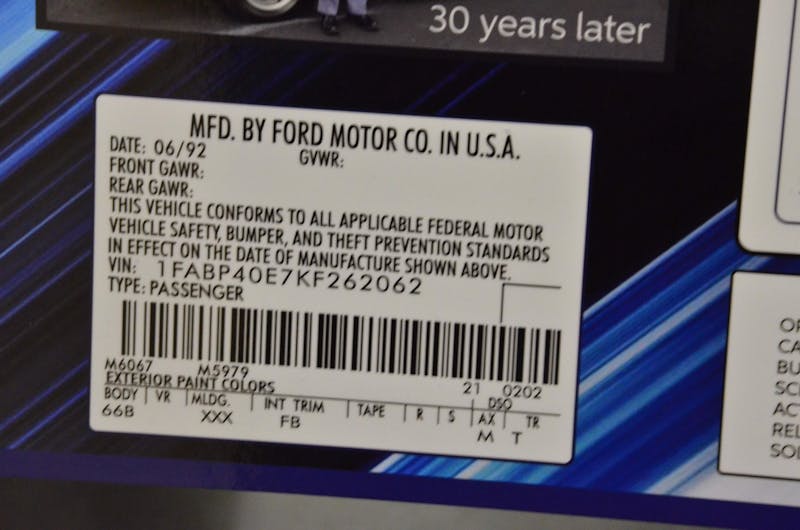 30 years later
MFD. BY FORD MOTOR CO. IN U.S.A.
DATE: 06/92
GVWR:
FRONT GAWR:
REAR GAWR:
THIS VEHICLE CONFORMS TO ALL APPLICABLE FEDERAL MOTOR
VEHICLE SAFETY, BUMPER, AND THEFT PREVENTION STANDARDS
IN EFFECT ON THE DATE OF MANUFACTURE SHOWN ABOVE.
VIN: 1FABP40E7KF262062
TYPE: PASSENGER
M6067 M5979
EXTERIOR PAINT COLORS 21 0202
DSO
BODY VR MLDG. INT TRIM TAPE R S AX TR
66B XXX FB M T